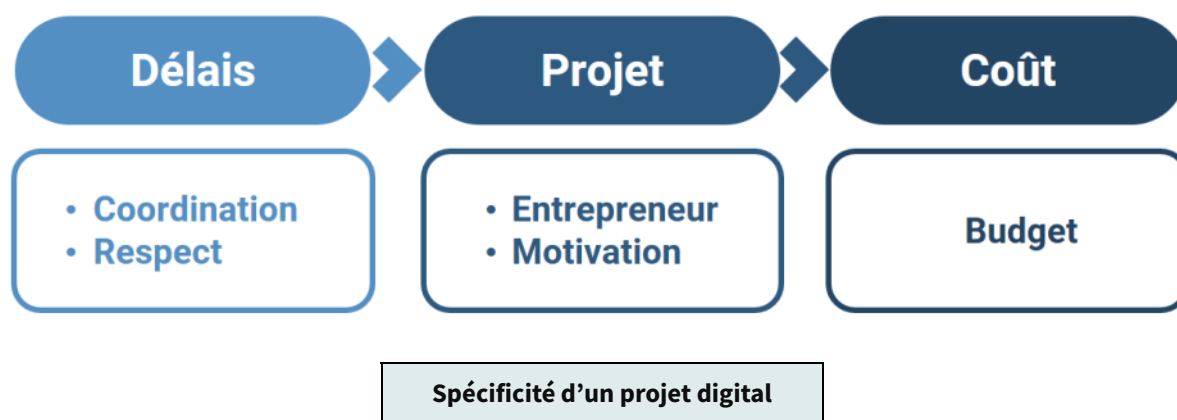 Délais
Projet
Coût
• Coordination
• Respect
• Entrepreneur
• Motivation
Budget
Spécificité d’un projet digital